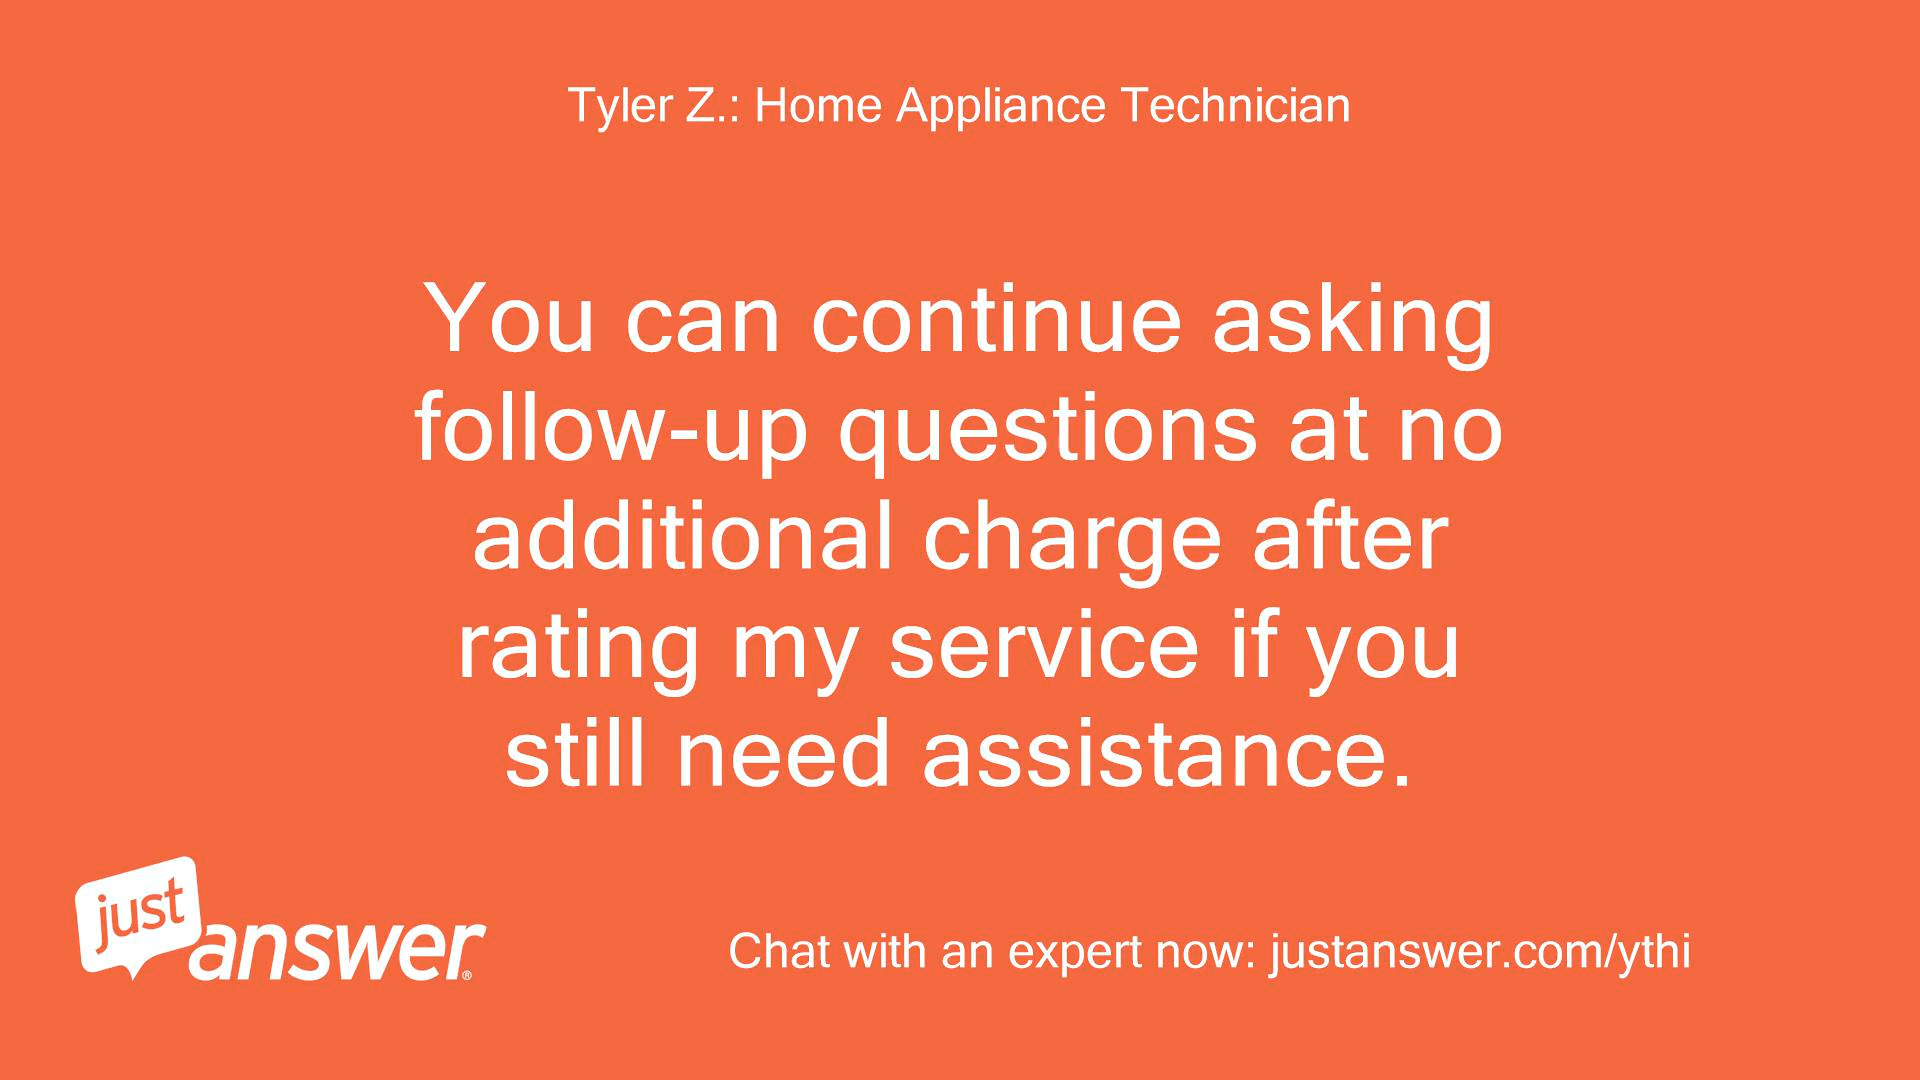 Tyler Z.: Home Appliance Technician
You can continue asking
follow-up questions at no
additional charge after
rating my service if you
still need assistance.
just
answer®
Chat with an expert now: justanswer.com/ythi